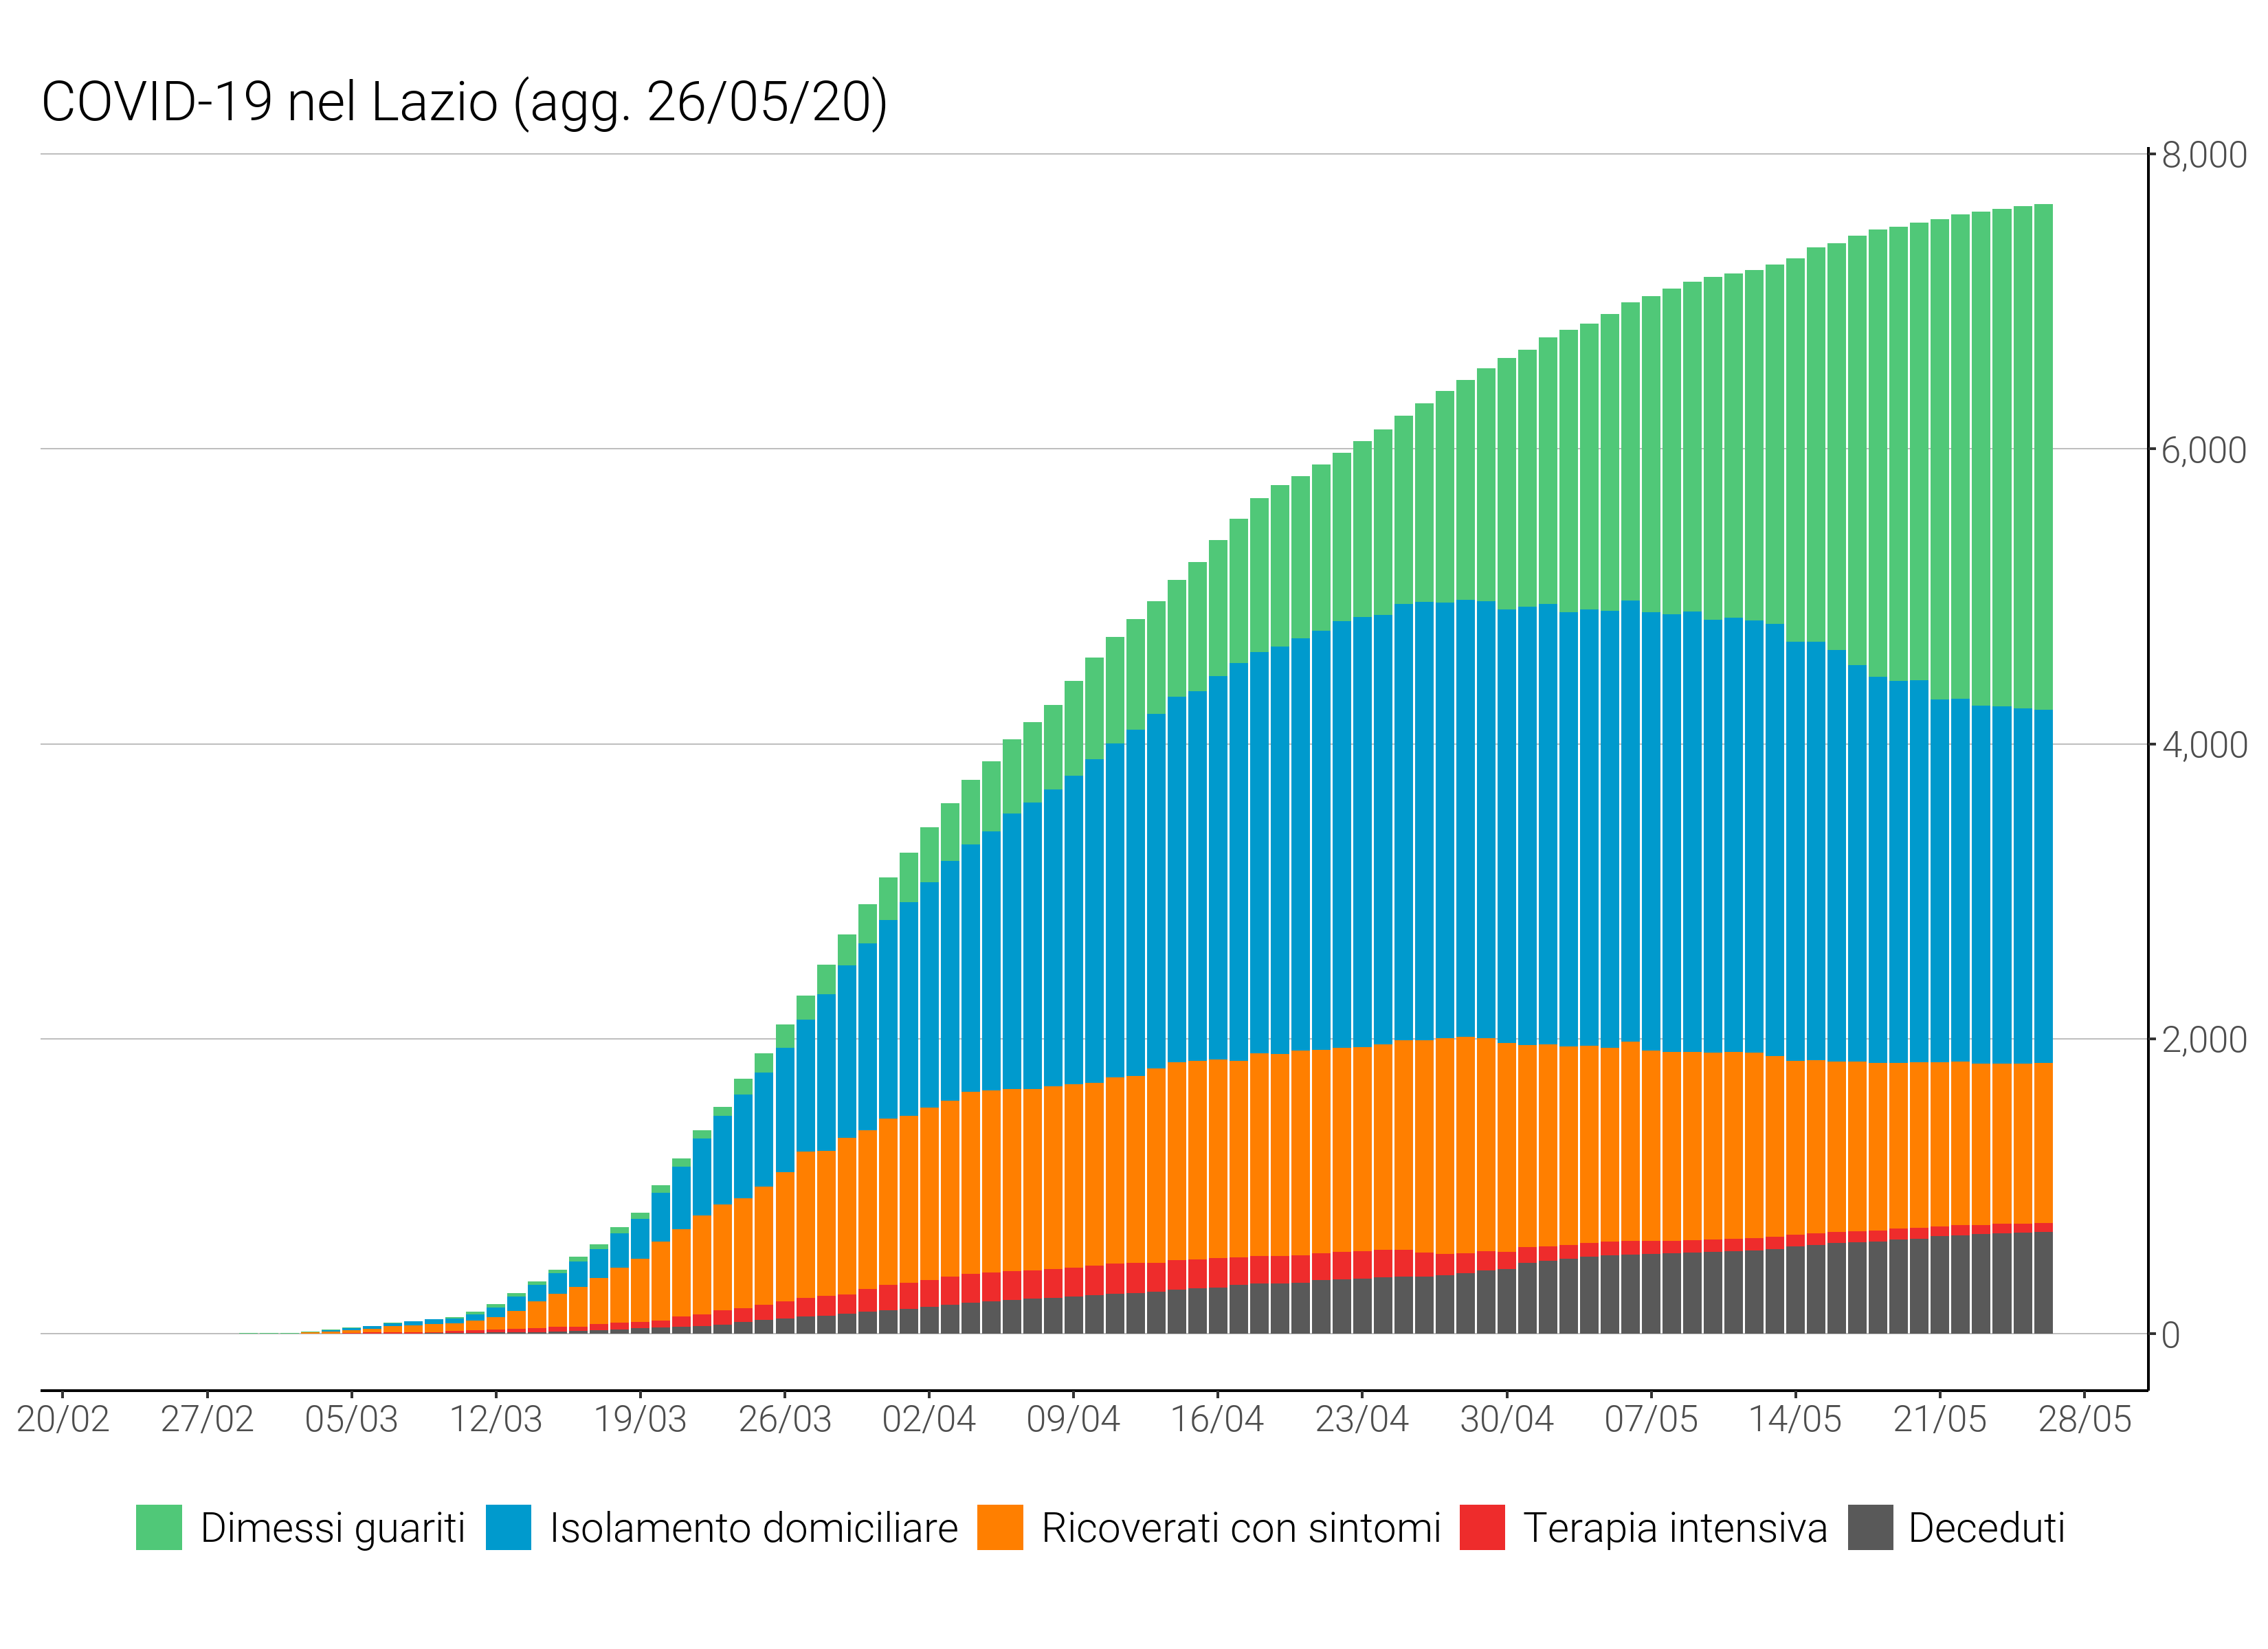 COVID-19 nel Lazio (agg. 26/05/20)
8,000
6,000
4,000
2,000
0
20/02 27/02 05/03 12/03 19/03 26/03 02/04 09/04 16/04 23/04 30/04 07/05 14/05 21/05 28/05
Dimessi guariti Isolamento domiciliare Ricoverati con sintomi Terapia intensiva Deceduti